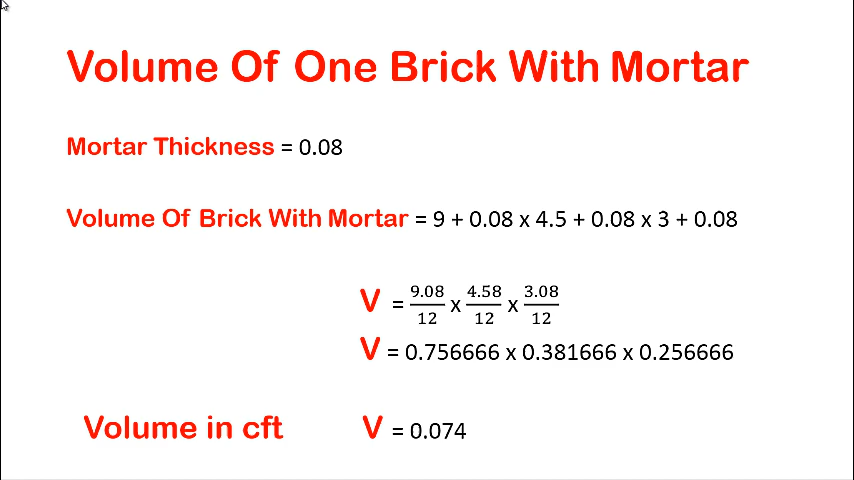 Volume Of One Brick With Mortar
Mortar Thickness = 0.08
Volume Of Brick With Mortar = 9 + 0.08 x 4.5 + 0.08 x 3 + 0.08
V = 9.08/12 x 4.58/12 x 3.08/12
V = 0.756666 x 0.381666 x 0.256666
Volume in cft V = 0.074